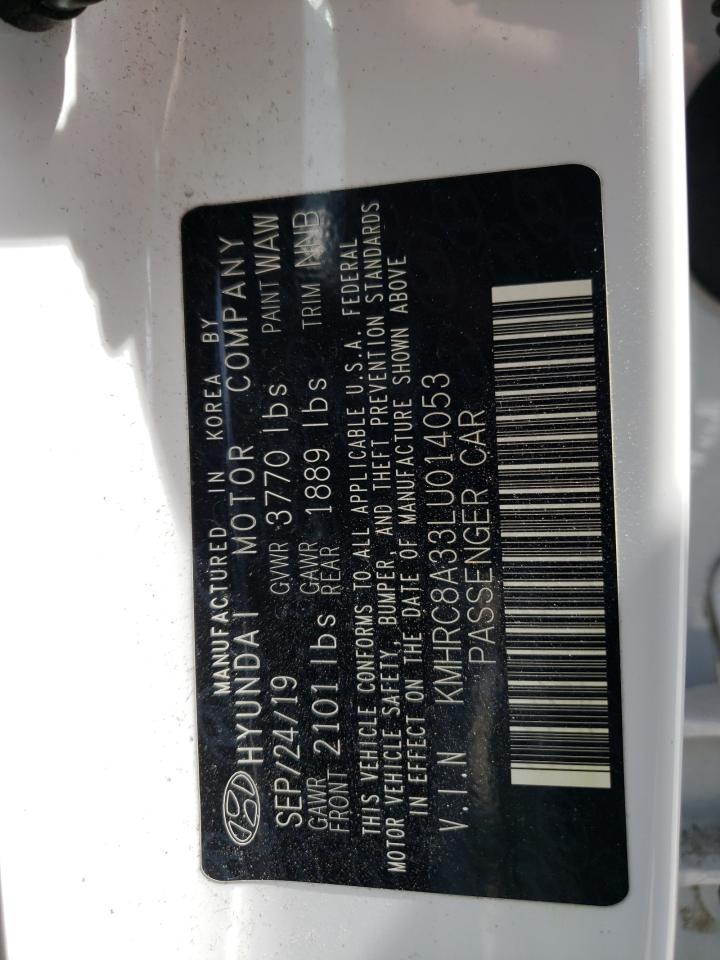 MANUFACTURED IN KOREA BY
HYUNDAI MOTOR COMPANY
SEP/24/19 GVWR 3770 lbs PAINT WAW
GAWR FRONT 2101 lbs GAWR REAR 1889 lbs TRIM NNB
THIS VEHICLE CONFORMS TO ALL APPLICABLE U.S.A. FEDERAL
MOTOR VEHICLE SAFETY, BUMPER, AND THEFT PREVENTION STANDARDS
IN EFFECT ON THE DATE OF MANUFACTURE SHOWN ABOVE
V.I.N KMHRC8A33LU014053
PASSENGER CAR